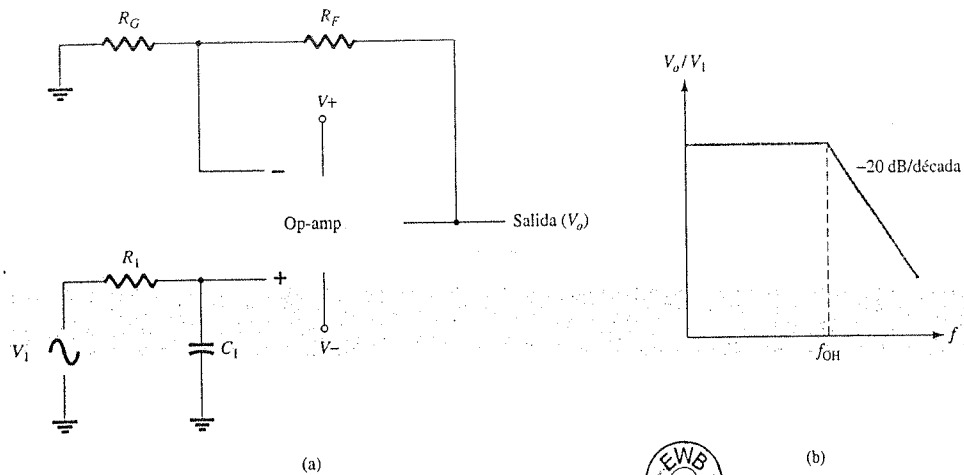 R_G
R_F
V+
−
Op-amp
Salida (V_o)
R_1
+
V_1
C_1
V−
(a)
V_o/V_1
−20 dB/década
f_OH
f
EWB
(b)